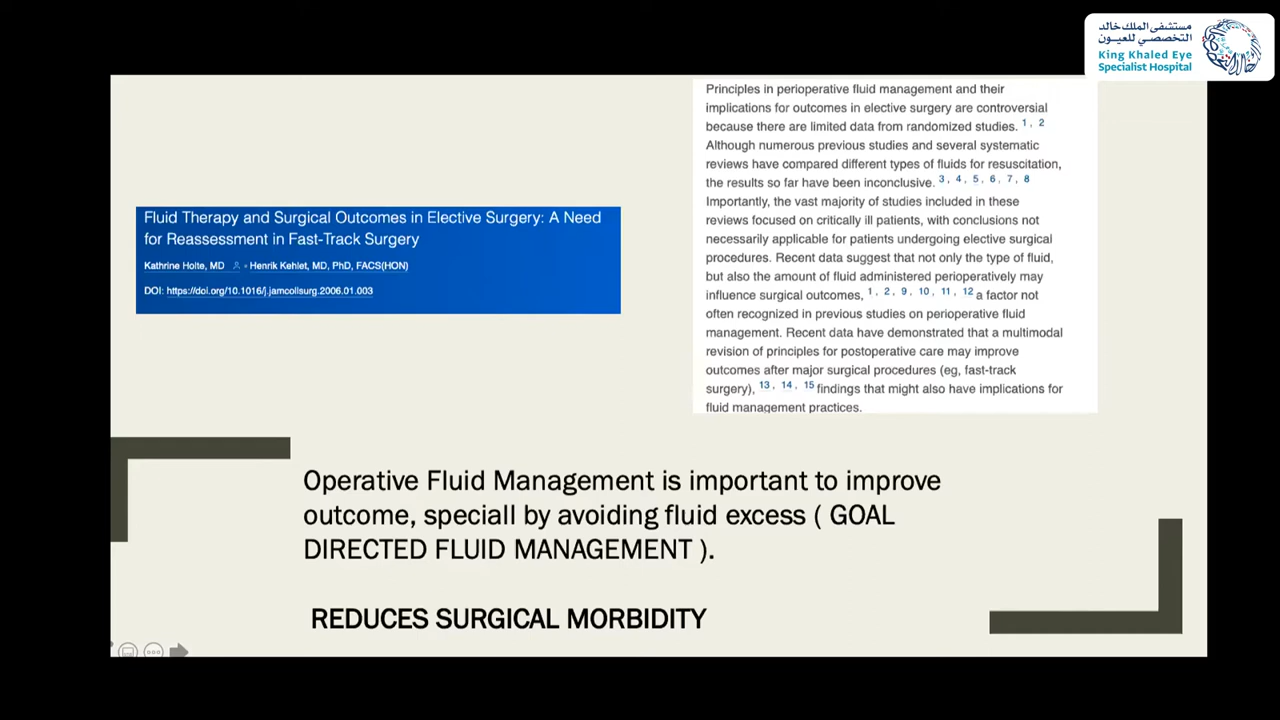 مستشفى الملك خالد
التخصصي للعيون
King Khaled Eye
Specialist Hospital
Fluid Therapy and Surgical Outcomes in Elective Surgery: A Need
for Reassessment in Fast-Track Surgery
Kathrine Holte, MD • Henrik Kehlet, MD, PhD, FACS(HON)
DOI: https://doi.org/10.1016/j.jamcollsurg.2006.01.003
Principles in perioperative fluid management and their
implications for outcomes in elective surgery are controversial
because there are limited data from randomized studies. 1, 2
Although numerous previous studies and several systematic
reviews have compared different types of fluids for resuscitation,
the results so far have been inconclusive. 3, 4, 5, 6, 7, 8
Importantly, the vast majority of studies included in these
reviews focused on critically ill patients, with conclusions not
necessarily applicable for patients undergoing elective surgical
procedures. Recent data suggest that not only the type of fluid,
but also the amount of fluid administered perioperatively may
influence surgical outcomes, 1, 2, 9, 10, 11, 12 a factor not
often recognized in previous studies on perioperative fluid
management. Recent data have demonstrated that a multimodal
revision of principles for postoperative care may improve
outcomes after major surgical procedures (eg, fast-track
surgery), 13, 14, 15 findings that might also have implications for
fluid management practices.
Operative Fluid Management is important to improve
outcome, speciall by avoiding fluid excess ( GOAL
DIRECTED FLUID MANAGEMENT ).
REDUCES SURGICAL MORBIDITY